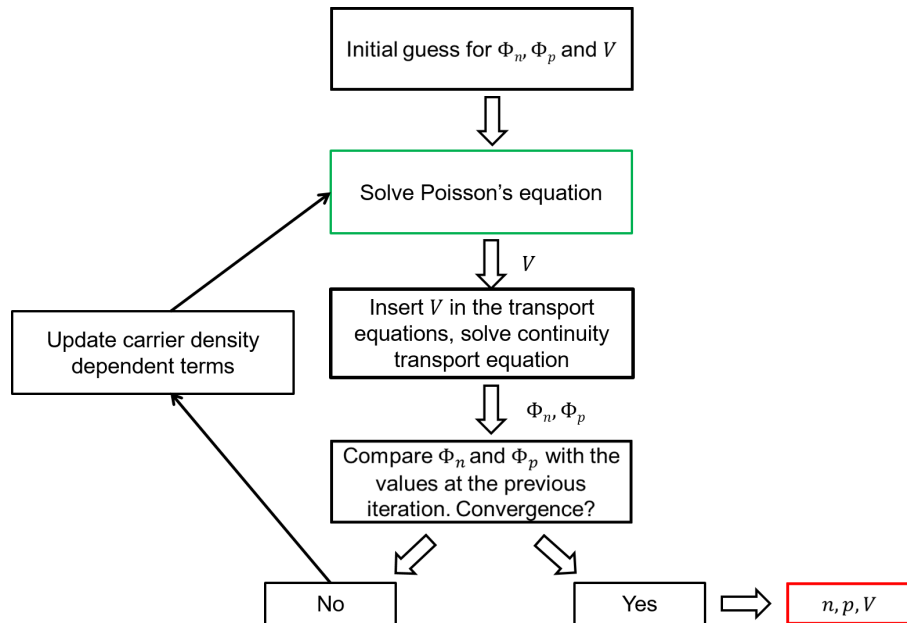 Initial guess for Φn, Φp and V
Solve Poisson's equation
V
Insert V in the transport
equations, solve continuity
transport equation
Update carrier density
dependent terms
Φn, Φp
Compare Φn and Φp with the
values at the previous
iteration. Convergence?
No
Yes
n, p, V